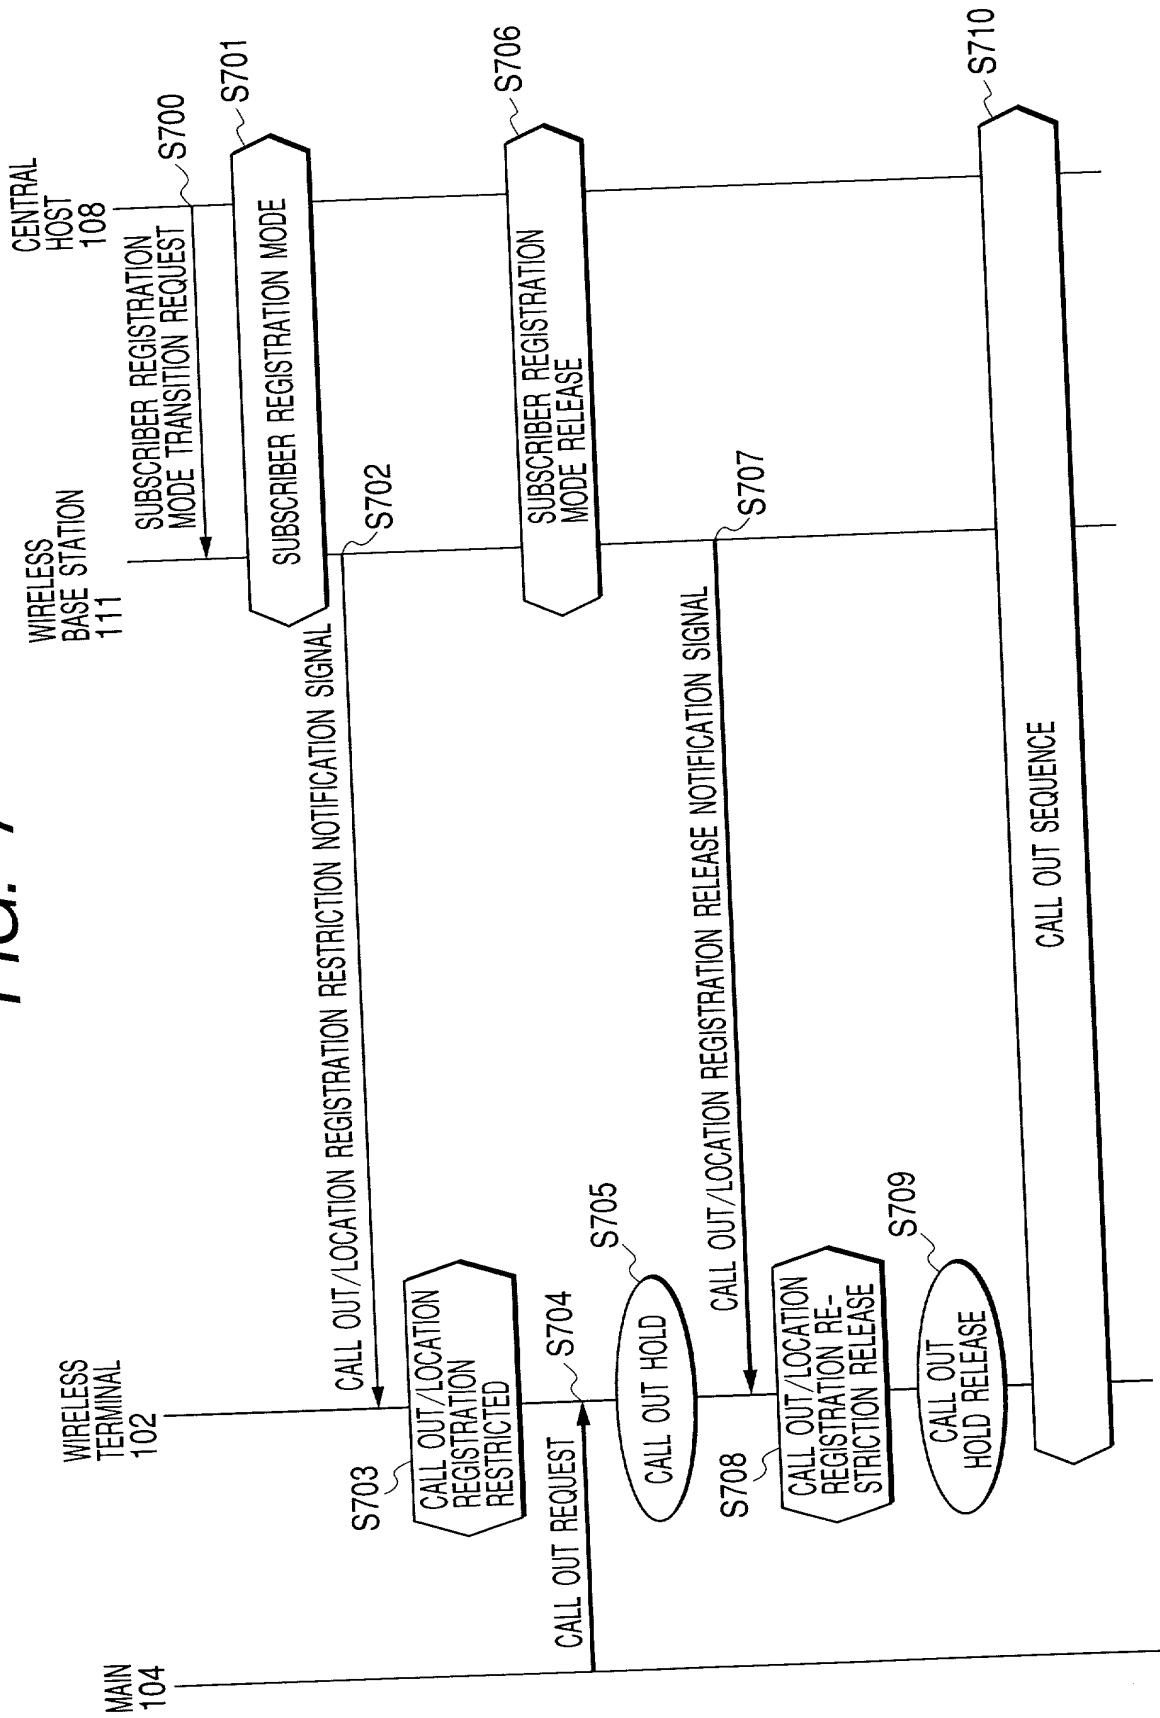 FIG. 7
MAIN
104
WIRELESS
TERMINAL
102
WIRELESS
BASE STATION
111
CENTRAL
HOST
108
SUBSCRIBER REGISTRATION
MODE TRANSITION REQUEST
S700
SUBSCRIBER REGISTRATION MODE
S701
CALL OUT/LOCATION REGISTRATION RESTRICTION NOTIFICATION SIGNAL
S702
S703
CALL OUT/LOCATION
REGISTRATION
RESTRICTED
CALL OUT REQUEST
S704
CALL OUT HOLD
S705
SUBSCRIBER REGISTRATION
MODE RELEASE
S706
CALL OUT/LOCATION REGISTRATION RELEASE NOTIFICATION SIGNAL
S707
S708
CALL OUT/LOCATION
REGISTRATION RE-
STRICTION RELEASE
CALL OUT
HOLD RELEASE
S709
CALL OUT SEQUENCE
S710